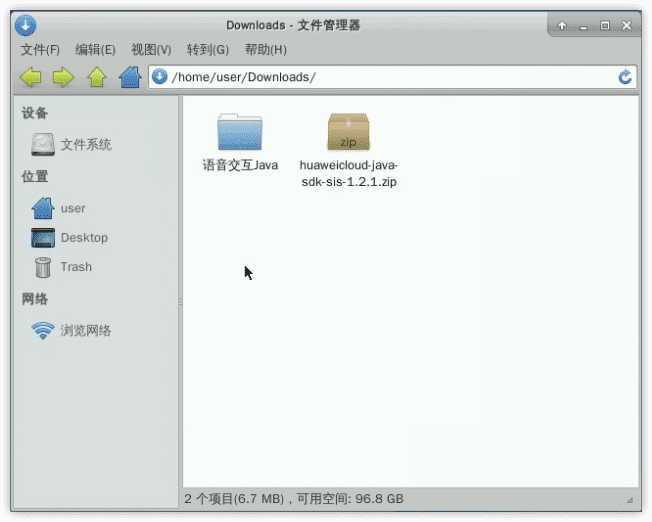 Downloads - 文件管理器
文件(F) 编辑(E) 视图(V) 转到(G) 帮助(H)
/home/user/Downloads/
设备
文件系统
位置
user
Desktop
Trash
网络
浏览网络
语音交互Java
zip
huaweicloud-java-
sdk-sis-1.2.1.zip
2 个项目(6.7 MB)，可用空间: 96.8 GB